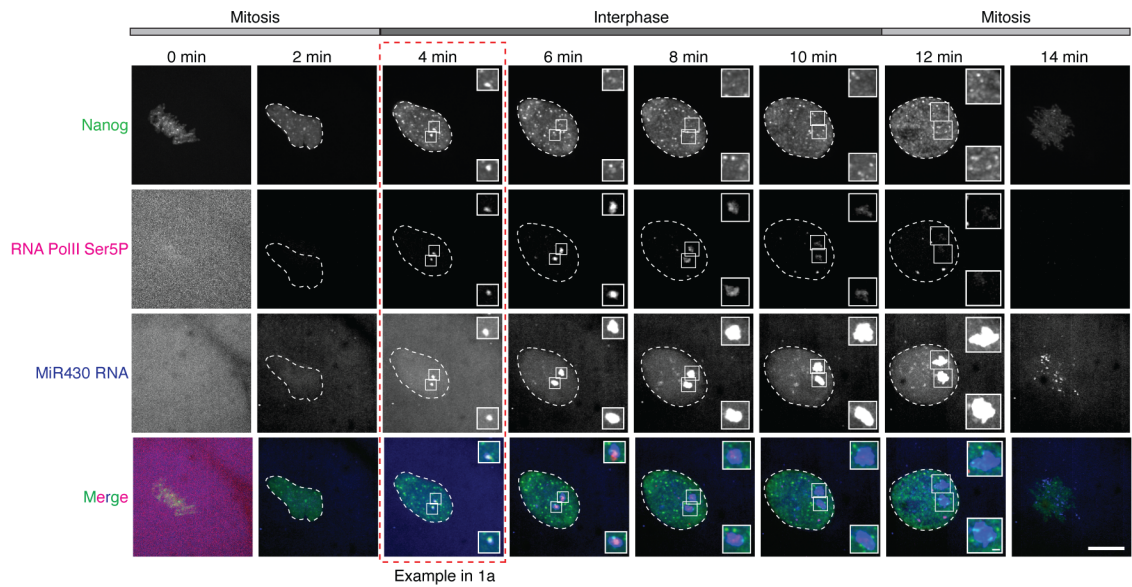 Mitosis Interphase Mitosis
0 min 2 min 4 min 6 min 8 min 10 min 12 min 14 min
Nanog
RNA PolII Ser5P
MiR430 RNA
Merge
Example in 1a